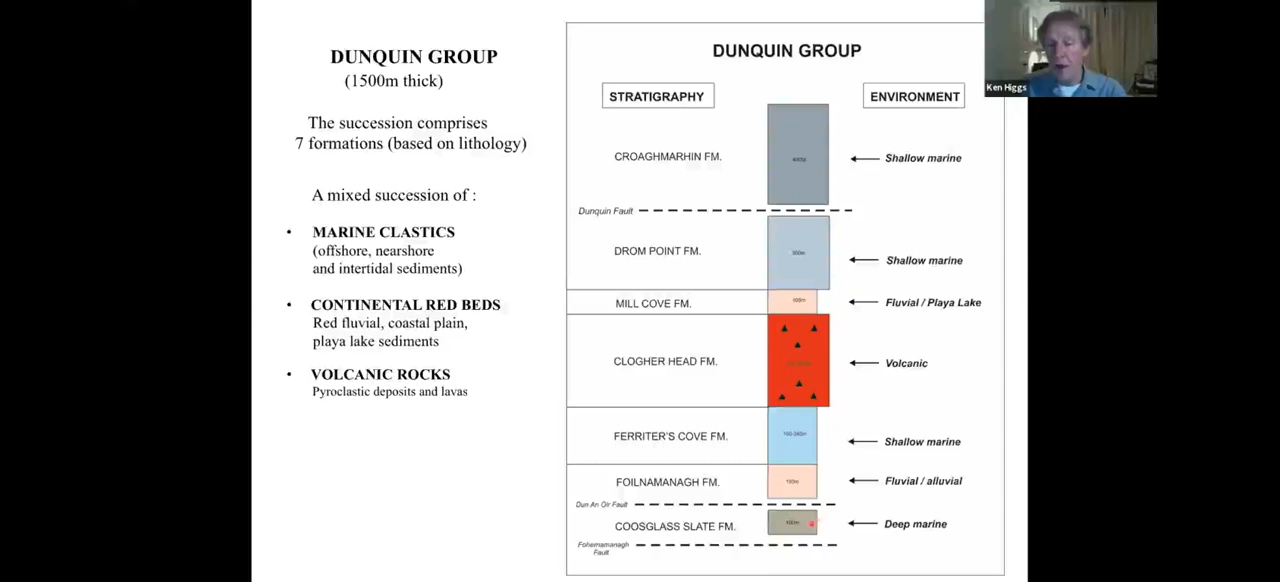 DUNQUIN GROUP
(1500m thick)
The succession comprises
7 formations (based on lithology)
A mixed succession of :
• MARINE CLASTICS
(offshore, nearshore
and intertidal sediments)
• CONTINENTAL RED BEDS
Red fluvial, coastal plain,
playa lake sediments
• VOLCANIC ROCKS
Pyroclastic deposits and lavas
DUNQUIN GROUP
STRATIGRAPHY
ENVIRONMENT
CROAGHMARHIN FM.
Shallow marine
Dunquin Fault
DROM POINT FM.
300m
Shallow marine
MILL COVE FM.
Fluvial / Playa Lake
CLOGHER HEAD FM.
Volcanic
FERRITER'S COVE FM.
Shallow marine
FOILNAMANAGH FM.
100m
Fluvial / alluvial
Dun An Oir Fault
COOSGLASS SLATE FM.
100m
Deep marine
Fohernamanagh
Fault
Ken Higgs